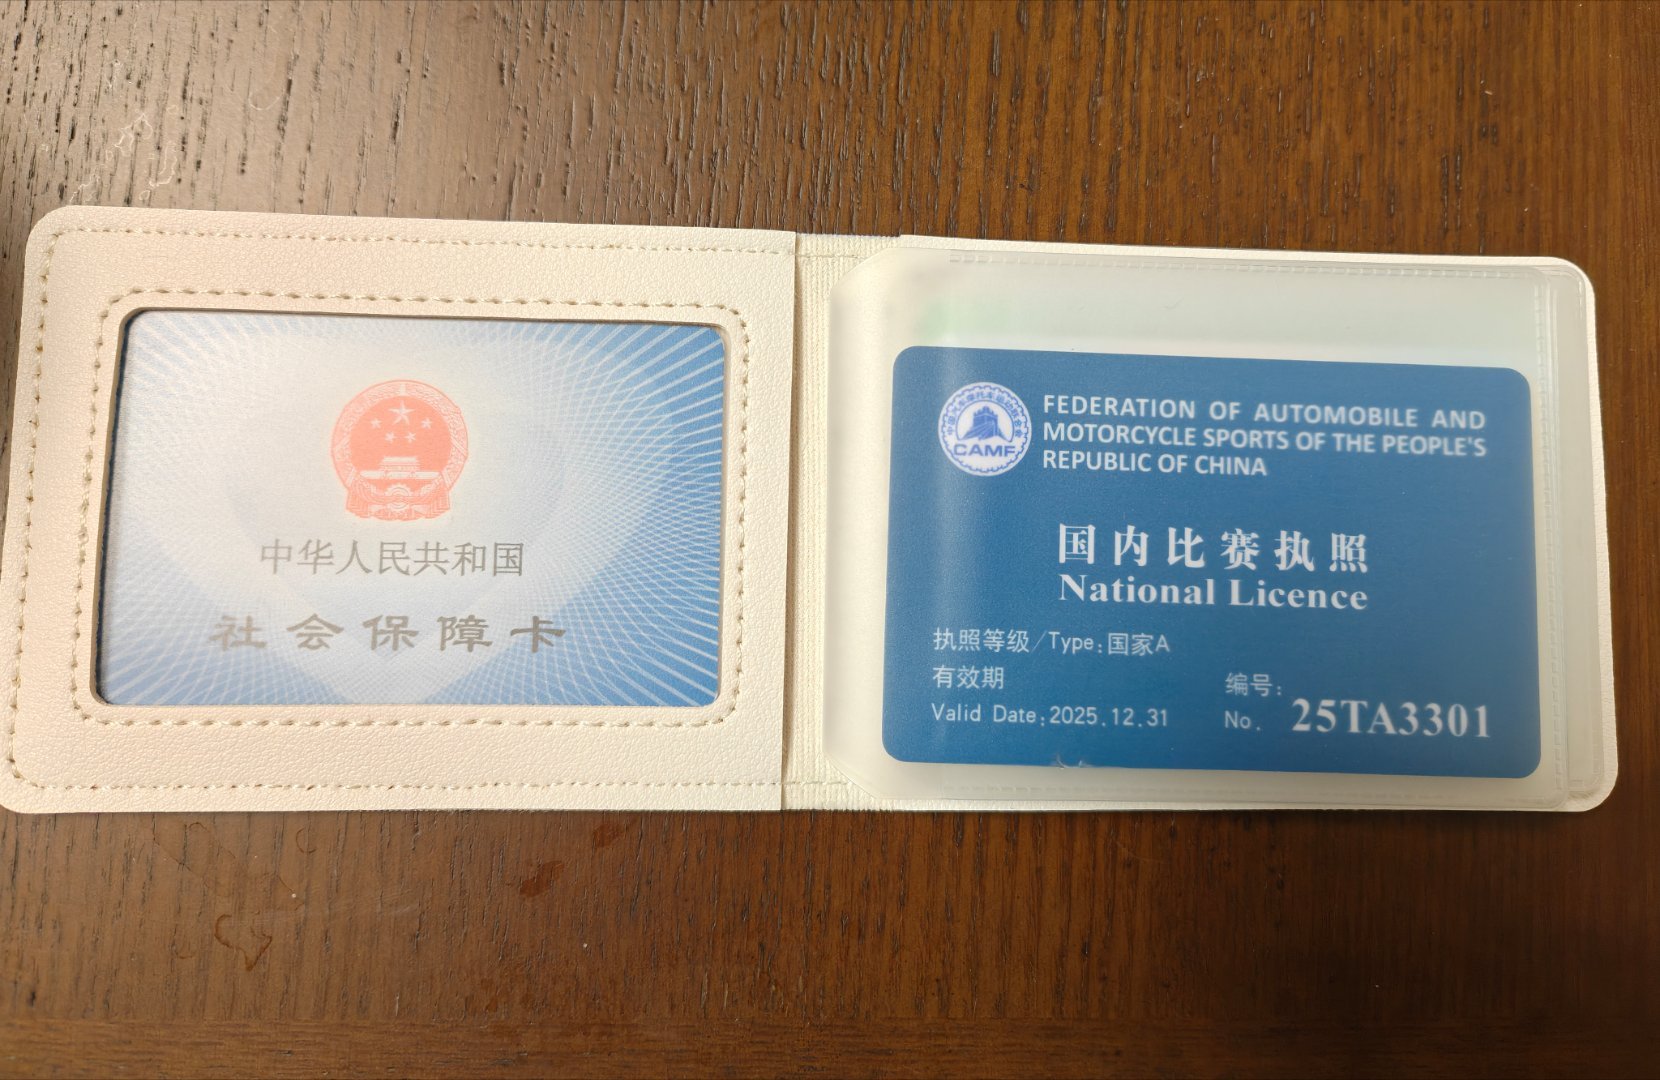 中华人民共和国
社会保障卡
CAMF
FEDERATION OF AUTOMOBILE AND
MOTORCYCLE SPORTS OF THE PEOPLE'S
REPUBLIC OF CHINA
国内比赛执照
National Licence
执照等级/Type:国家A
有效期
Valid Date:2025.12.31
编号:
No. 25TA3301